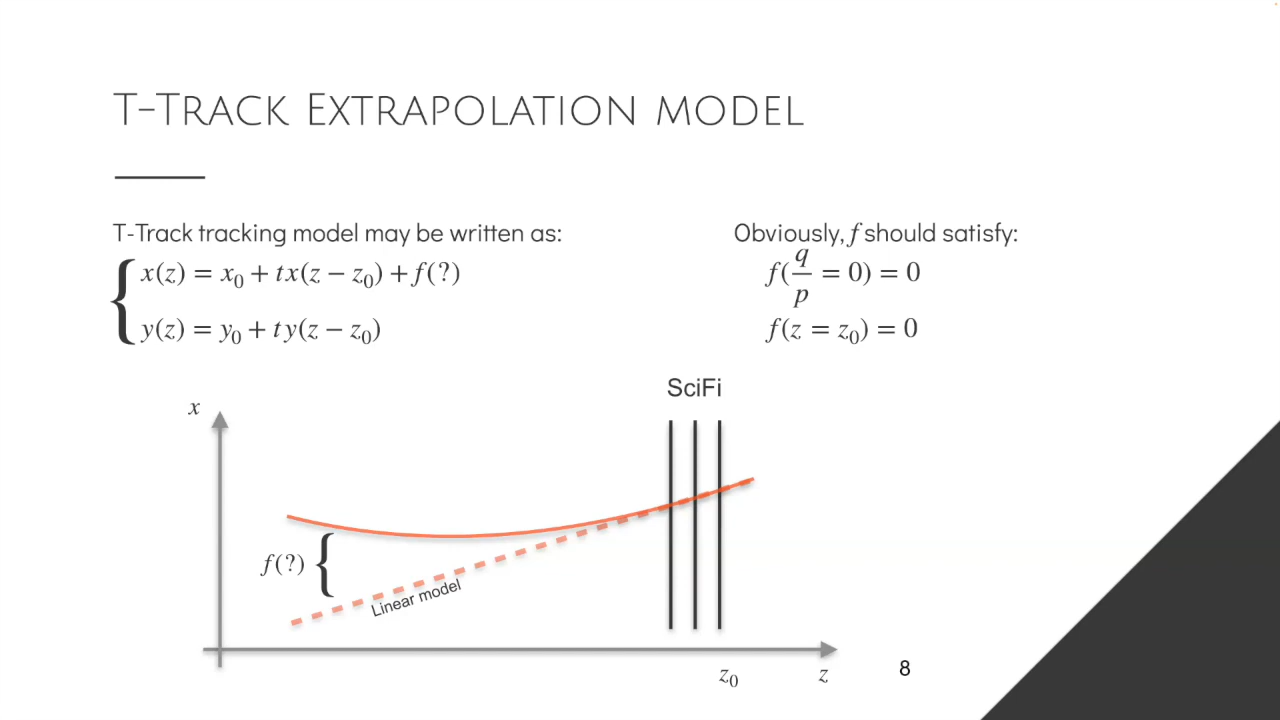 T-Track Extrapolation model
T-Track tracking model may be written as:
x(z) = x₀ + tx(z − z₀) + f(?)
y(z) = y₀ + ty(z − z₀)
Obviously, f should satisfy:
f(q/p = 0) = 0
f(z = z₀) = 0
SciFi
x
f(?)
Linear model
z₀
z
8